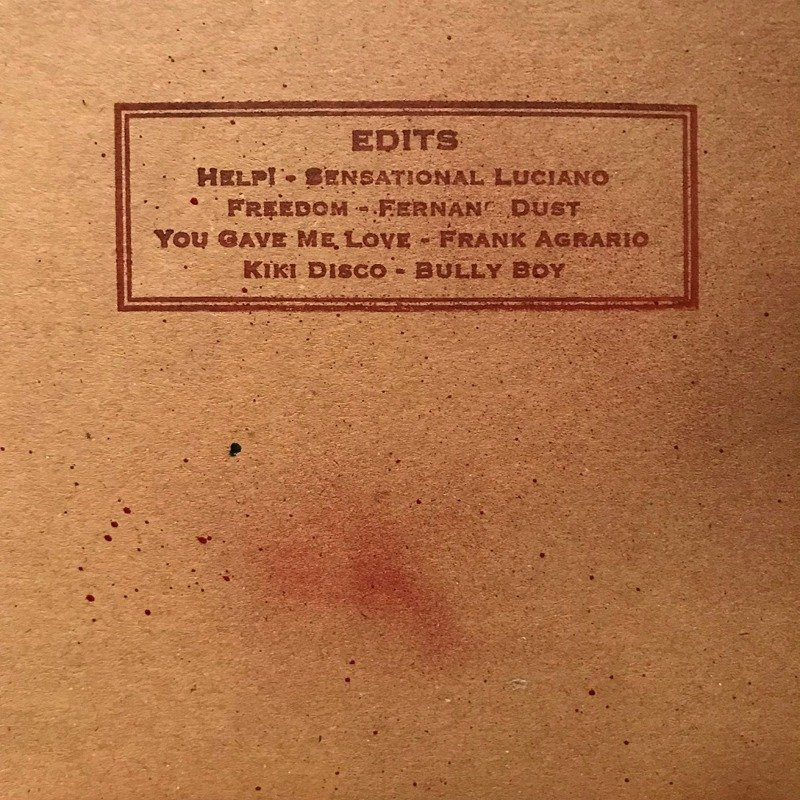 EDITS
HELP! - SENSATIONAL LUCIANO
FREEDOM - DUST
YOU GAVE ME LOVE - FRANK AGRARIO
KIKI DISCO - BULLY BOY